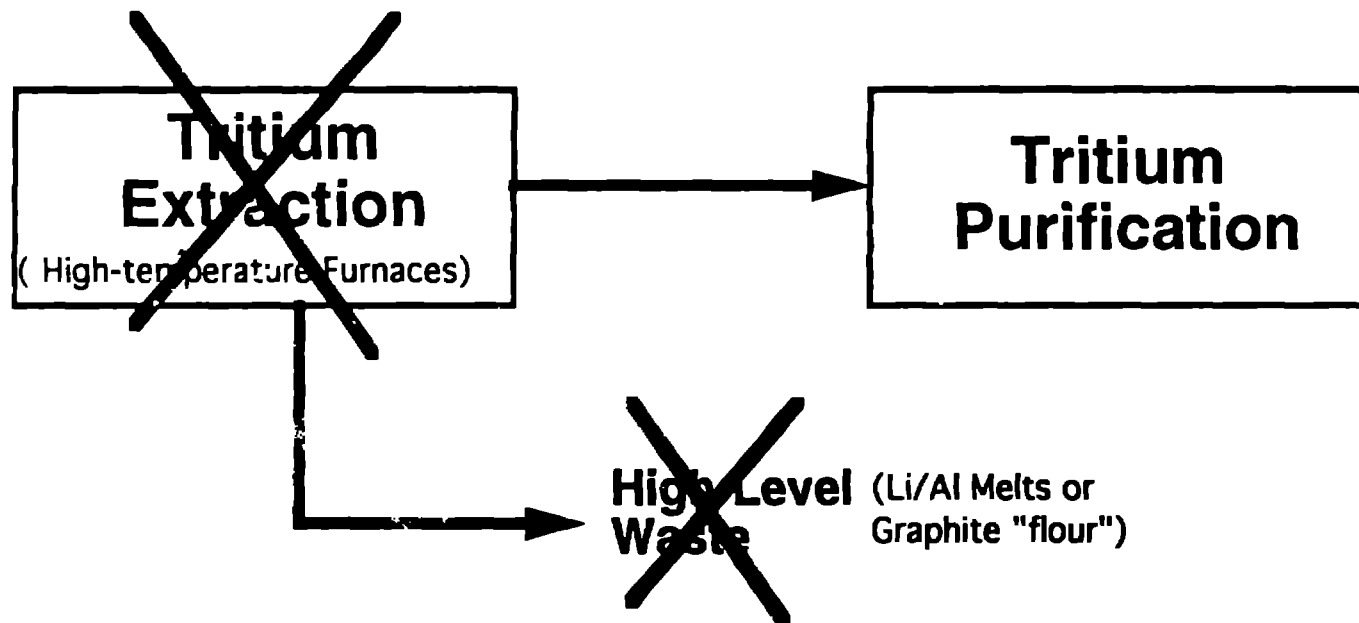 Tritium
Extraction
( High-temperature Furnaces)
Tritium
Purification
High Level (Li/Al Melts or
Waste Graphite "flour")